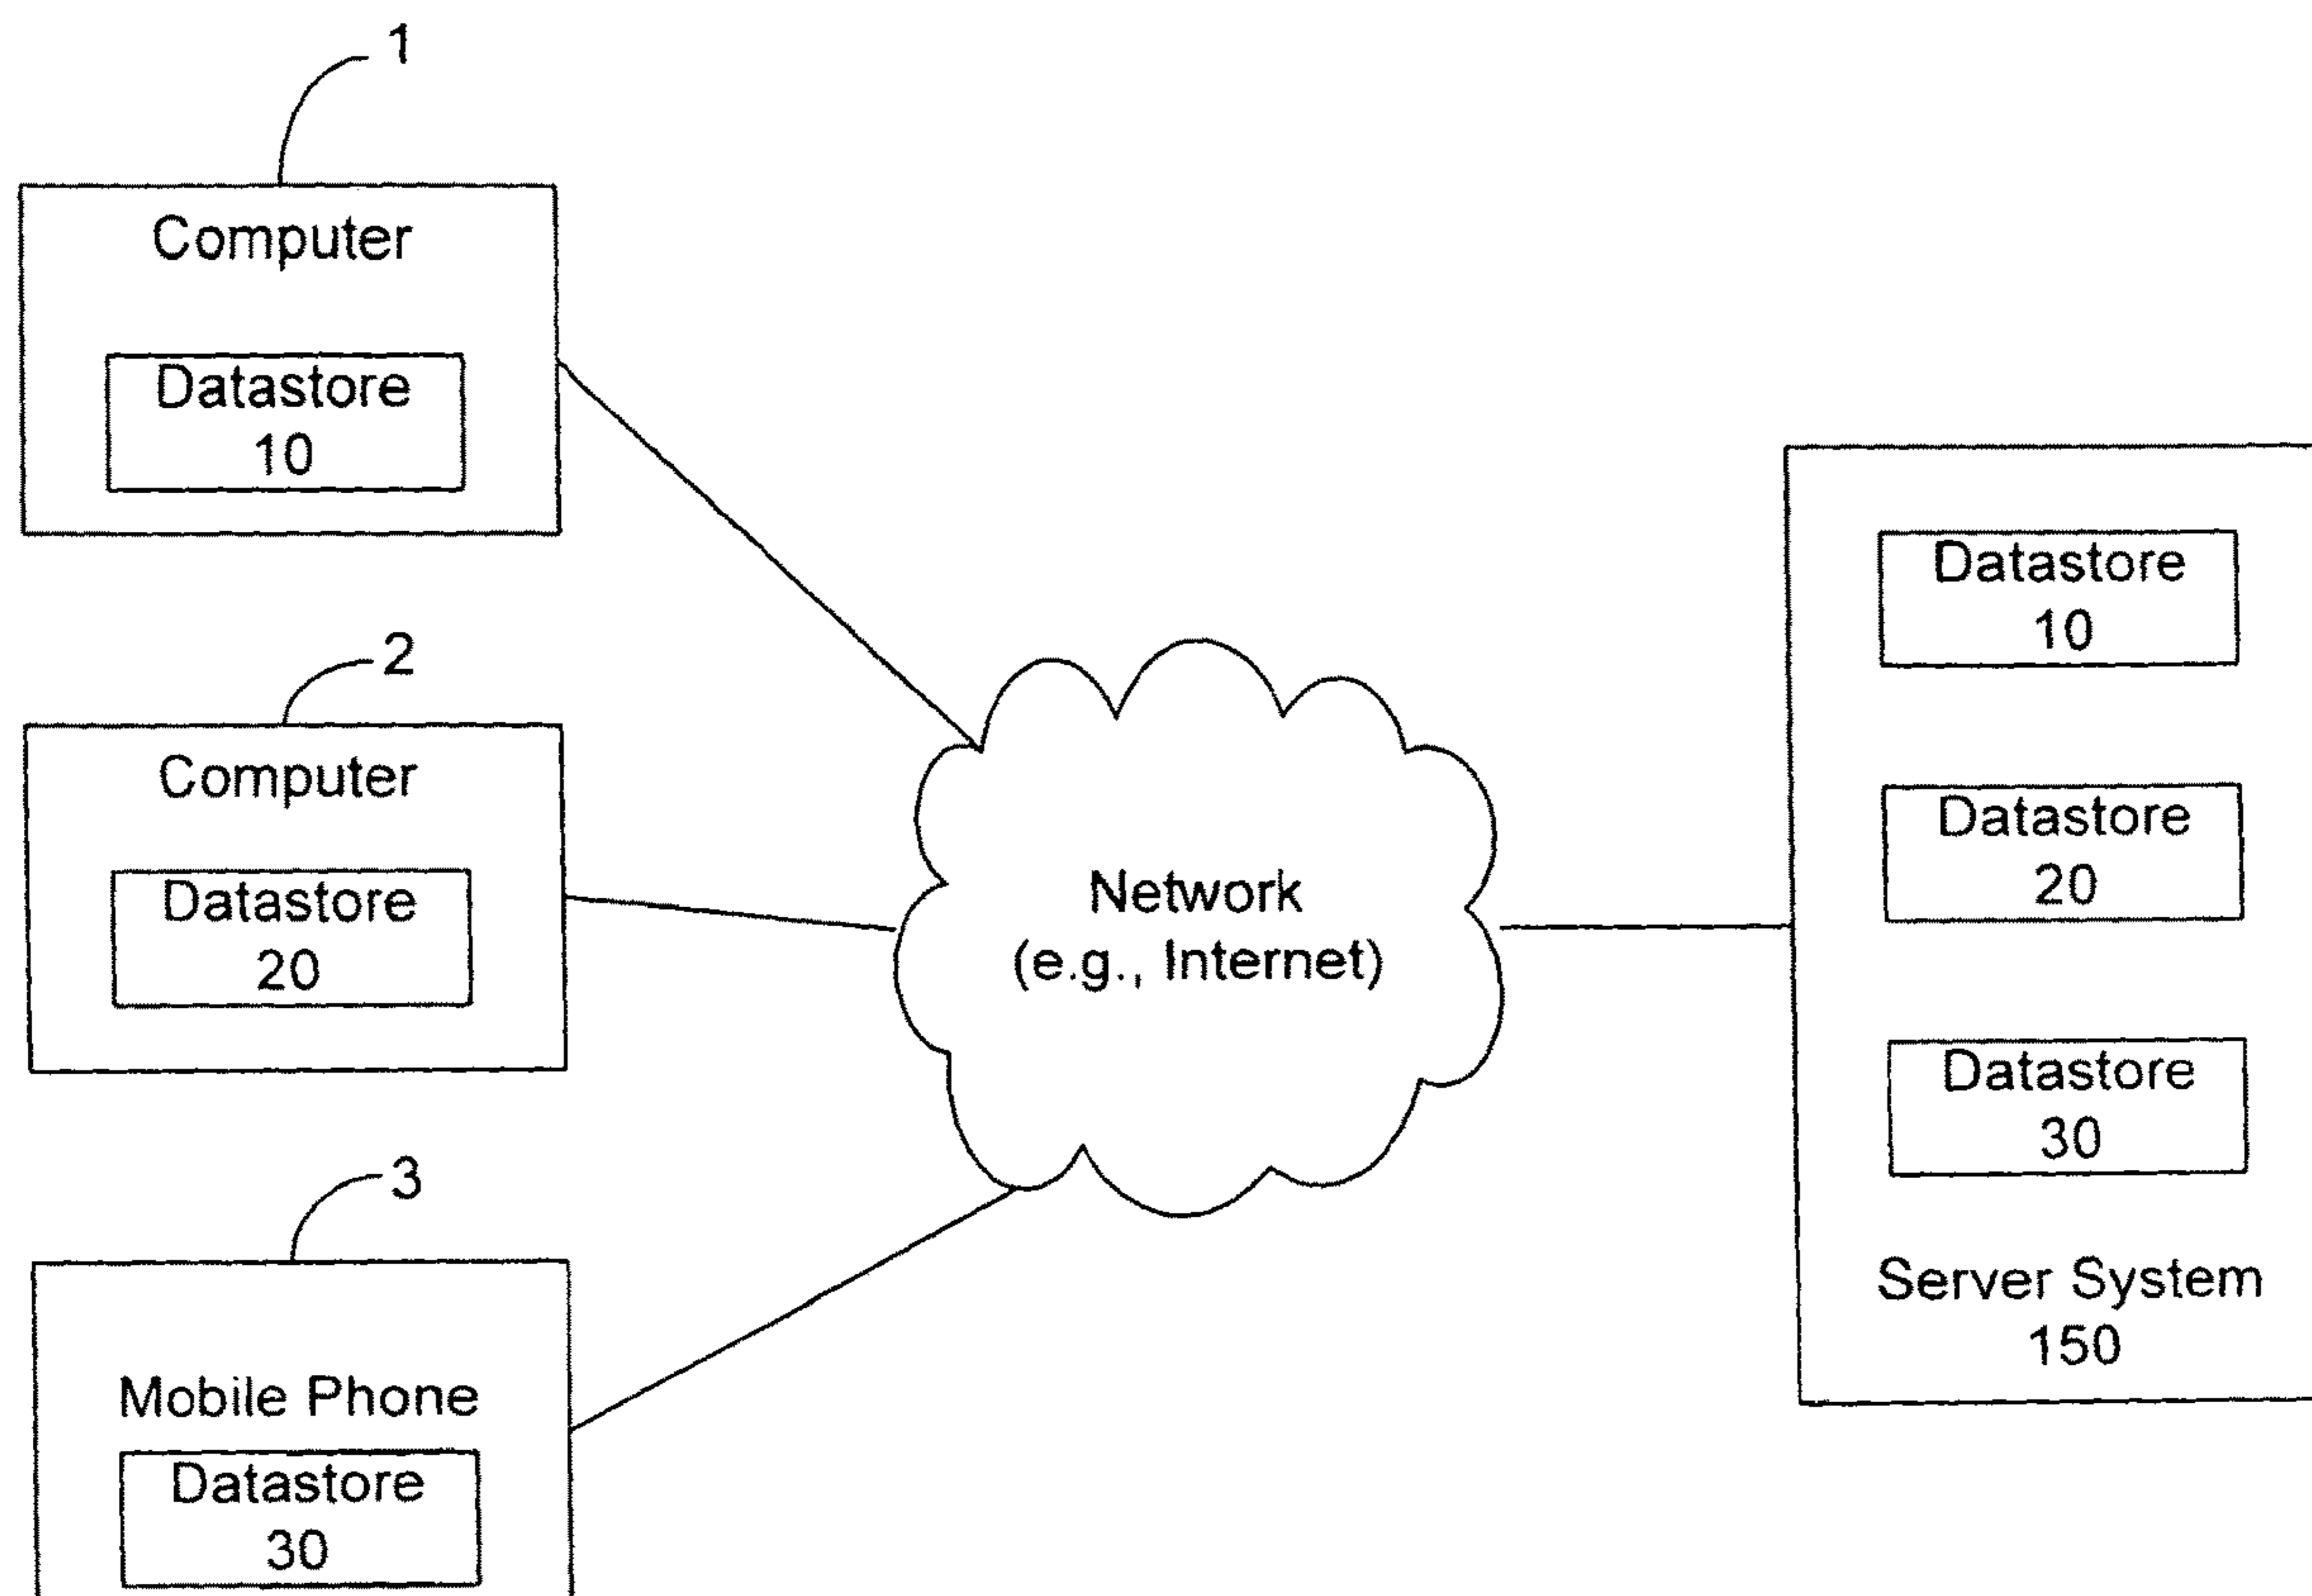 1
Computer
Datastore
10
2
Computer
Datastore
20
3
Mobile Phone
Datastore
30
Network
(e.g., Internet)
Datastore
10
Datastore
20
Datastore
30
Server System
150